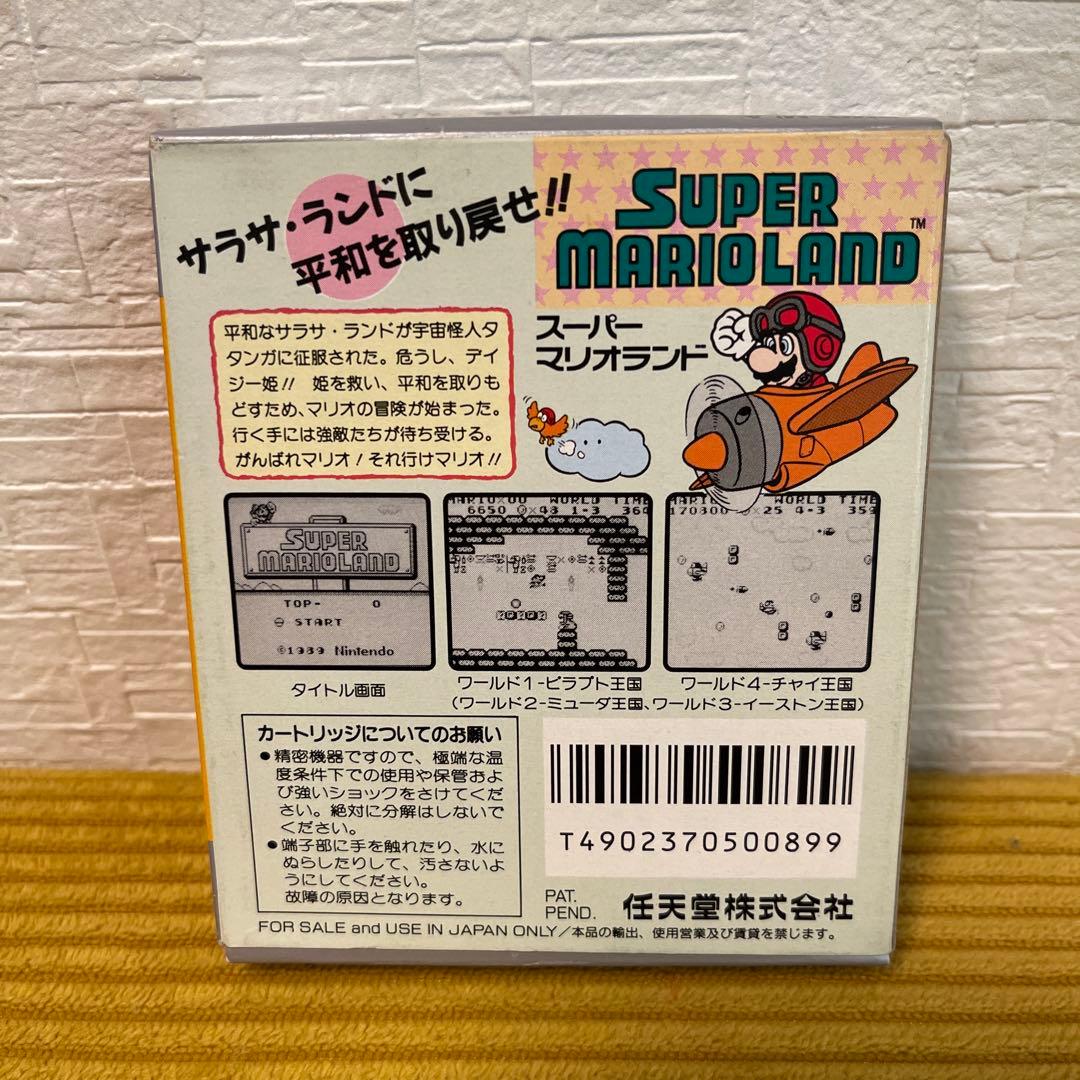 サラサ・ランドに
平和を取り戻せ!!
SUPER
MARIOLAND™
スーパー
マリオランド
平和なサラサ・ランドが宇宙怪人タ
タンガに征服された。危うし、デイ
ジー姫!! 姫を救い、平和を取りも
どすため、マリオの冒険が始まった。
行く手には強敵たちが待ち受ける。
がんばれマリオ!それ行けマリオ!!
SUPER
MARIOLAND
TOP- 0
START
©1989 Nintendo
MARIO×00 WORLD TIME
6650 ×48 1-3 364
WORLD TIME
170300 ×25 4-3 359
タイトル画面
ワールド1-ピラプト王国
ワールド4-チャイ王国
(ワールド2-ミューダ王国、ワールド3-イーストン王国)
カートリッジについてのお願い
●精密機器ですので、極端な温
度条件下での使用や保管およ
び強いショックをさけてくだ
さい。絶対に分解はしないで
ください。
●端子部に手を触れたり、水に
ぬらしたりして、汚さないよ
うにしてください。
故障の原因となります。
T4902370500899
PAT.
PEND.
任天堂株式会社
FOR SALE and USE IN JAPAN ONLY/本品の輸出、使用営業及び賃貸を禁じます。